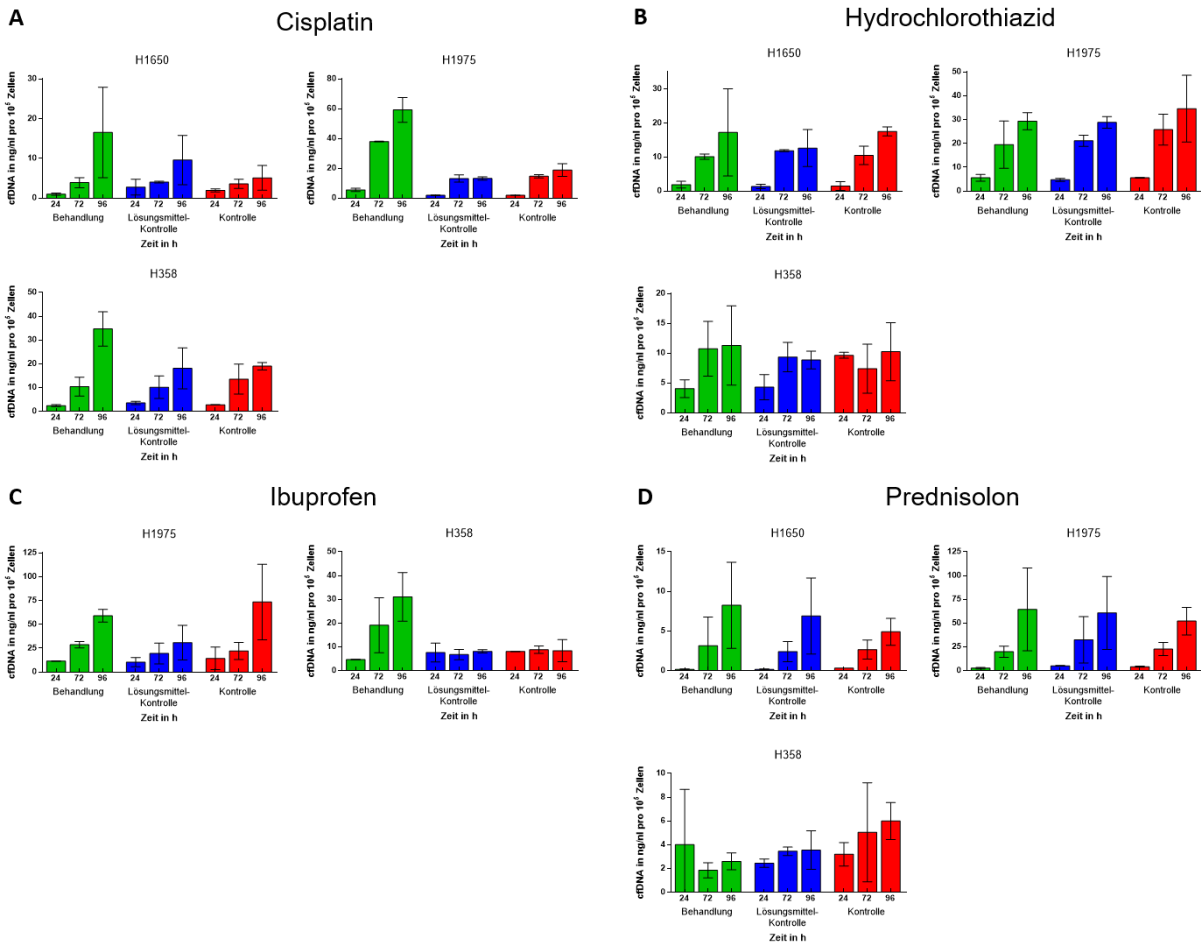 A
Cisplatin
H1650
cfDNA in ng/nl pro 10⁵ Zellen
30
20
10
0
24 72 96 24 72 96 24 72 96
Behandlung Lösungsmittel-Kontrolle Kontrolle
Zeit in h
H1975
80
60
40
20
0
24 72 96 24 72 96 24 72 96
Behandlung Lösungsmittel-Kontrolle Kontrolle
Zeit in h
cfDNA in ng/nl pro 10⁵ Zellen
H358
50
40
30
20
10
0
24 72 96 24 72 96 24 72 96
Behandlung Lösungsmittel-Kontrolle Kontrolle
Zeit in h
cfDNA in ng/nl pro 10⁵ Zellen
B
Hydrochlorothiazid
H1650
cfDNA in ng/nl pro 10⁵ Zellen
30
20
10
0
24 72 96 24 72 96 24 72 96
Behandlung Lösungsmittel-Kontrolle Kontrolle
Zeit in h
H1975
cfDNA in ng/nl pro 10⁵ Zellen
50
40
30
20
10
0
24 72 96 24 72 96 24 72 96
Behandlung Lösungsmittel-Kontrolle Kontrolle
Zeit in h
H358
cfDNA in ng/nl pro 10⁵ Zellen
20
15
10
5
0
24 72 96 24 72 96 24 72 96
Behandlung Lösungsmittel-Kontrolle Kontrolle
Zeit in h
C
Ibuprofen
H1975
cfDNA in ng/nl pro 10⁵ Zellen
125
100
75
50
25
0
24 72 96 24 72 96 24 72 96
Behandlung Lösungsmittel-Kontrolle Kontrolle
Zeit in h
H358
cfDNA in ng/nl pro 10⁵ Zellen
50
40
30
20
10
0
24 72 96 24 72 96 24 72 96
Behandlung Lösungsmittel-Kontrolle Kontrolle
Zeit in h
D
Prednisolon
H1650
cfDNA in ng/nl pro 10⁵ Zellen
15
10
5
0
24 72 96 24 72 96 24 72 96
Behandlung Lösungsmittel-Kontrolle Kontrolle
Zeit in h
H1975
cfDNA in ng/nl pro 10⁵ Zellen
125
100
75
50
25
0
24 72 96 24 72 96 24 72 96
Behandlung Lösungsmittel-Kontrolle Kontrolle
Zeit in h
H358
cfDNA in ng/nl pro 10⁵ Zellen
10
8
6
4
2
0
24 72 96 24 72 96 24 72 96
Behandlung Lösungsmittel-Kontrolle Kontrolle
Zeit in h